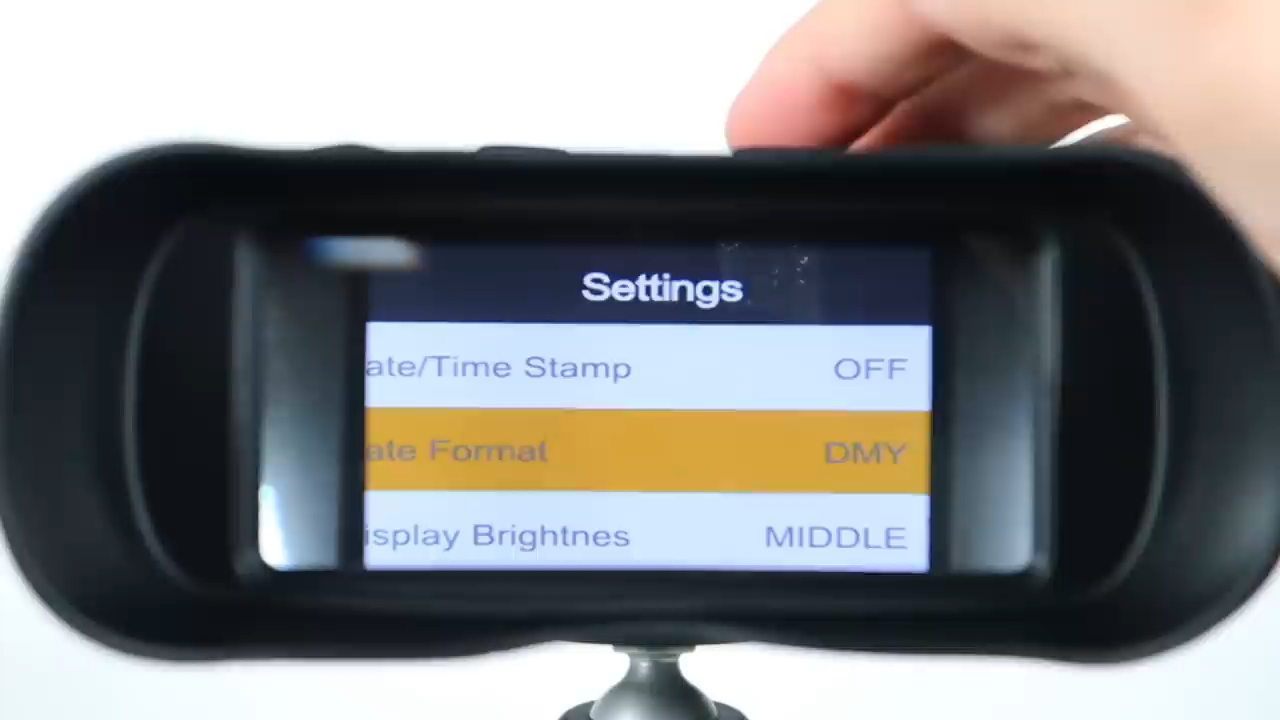 Settings
ate/Time Stamp OFF
ate Format DMY
isplay Brightnes MIDDLE